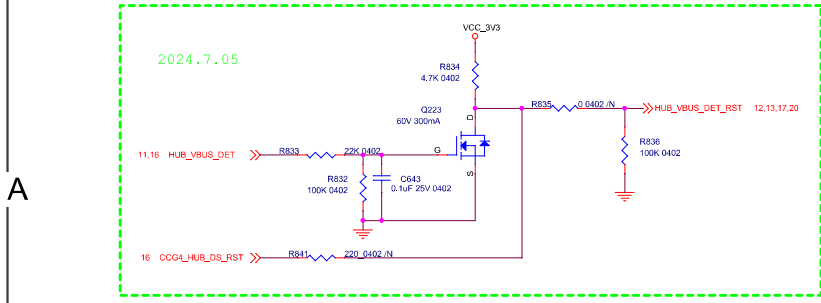 VCC_3V3
2024.7.05
R834
4.7K 0402
Q223
60V 300mA
D
G
S
R835 0 0402 /N
HUB_VBUS_DET_RST 12,13,17,20
R836
100K 0402
11,16 HUB_VBUS_DET
R833 22K 0402
R832
100K 0402
C643
0.1uF 25V 0402
A
16 CCG4_HUB_DS_RST
R841 220_0402 /N